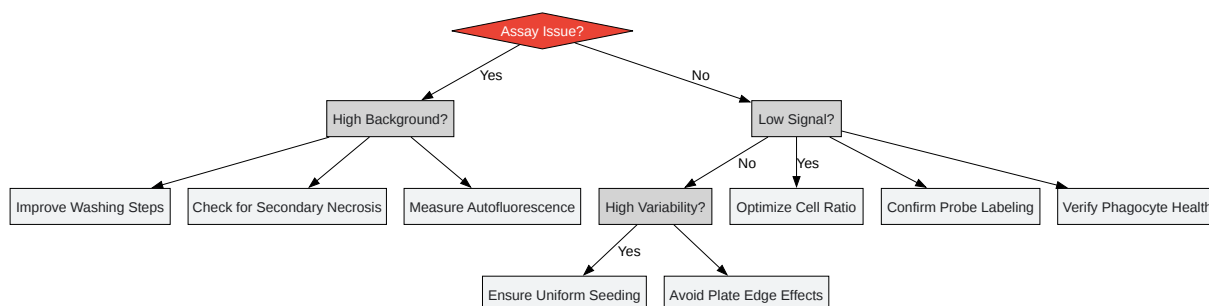 Assay Issue?
Yes
No
High Background?
Low Signal?
No
Yes
Improve Washing Steps
Check for Secondary Necrosis
Measure Autofluorescence
High Variability?
Optimize Cell Ratio
Confirm Probe Labeling
Verify Phagocyte Health
Yes
Ensure Uniform Seeding
Avoid Plate Edge Effects